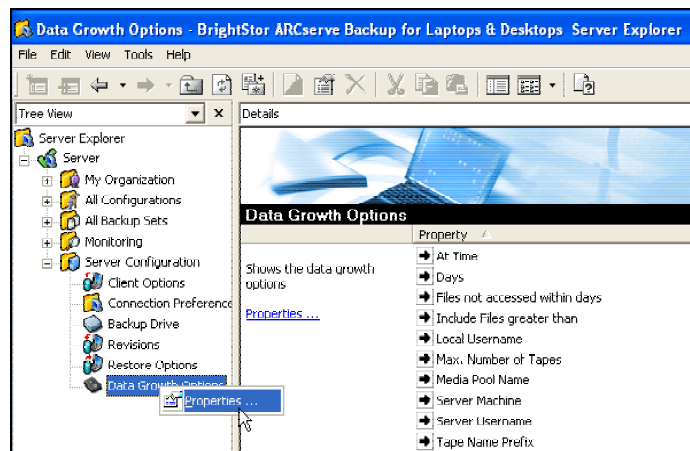 Data Growth Options - BrightStor ARCserve Backup for Laptops & Desktops Server Explorer
File Edit View Tools Help
Tree View
Details
Server Explorer
Server
My Organization
All Configurations
All Backup Sets
Monitoring
Server Configuration
Client Options
Connection Preference
Backup Drive
Revisions
Restore Options
Data Growth Options
Properties ...
Data Growth Options
Shows the data growth
options
Properties ...
Property
At Time
Days
Files not accessed within days
Include Files greater than
Local Username
Max. Number of Tapes
Media Pool Name
Server Machine
Server Username
Tape Name Prefix